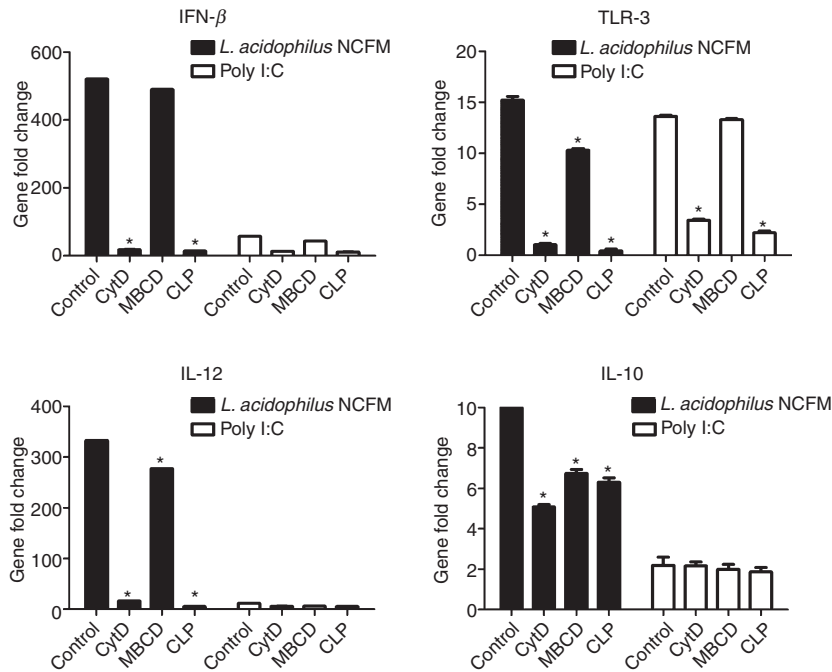 IFN-β
L. acidophilus NCFM
Poly I:C
Gene fold change
600
400
200
0
Control
CytD
MBCD
CLP
Control
CytD
MBCD
CLP
*
*
TLR-3
L. acidophilus NCFM
Poly I:C
Gene fold change
20
15
10
5
0
Control
CytD
MBCD
CLP
Control
CytD
MBCD
CLP
*
*
*
*
*
IL-12
L. acidophilus NCFM
Poly I:C
Gene fold change
400
300
200
100
0
Control
CytD
MBCD
CLP
Control
CytD
MBCD
CLP
*
*
*
IL-10
L. acidophilus NCFM
Poly I:C
Gene fold change
10
8
6
4
2
0
Control
CytD
MBCD
CLP
Control
CytD
MBCD
CLP
*
*
*